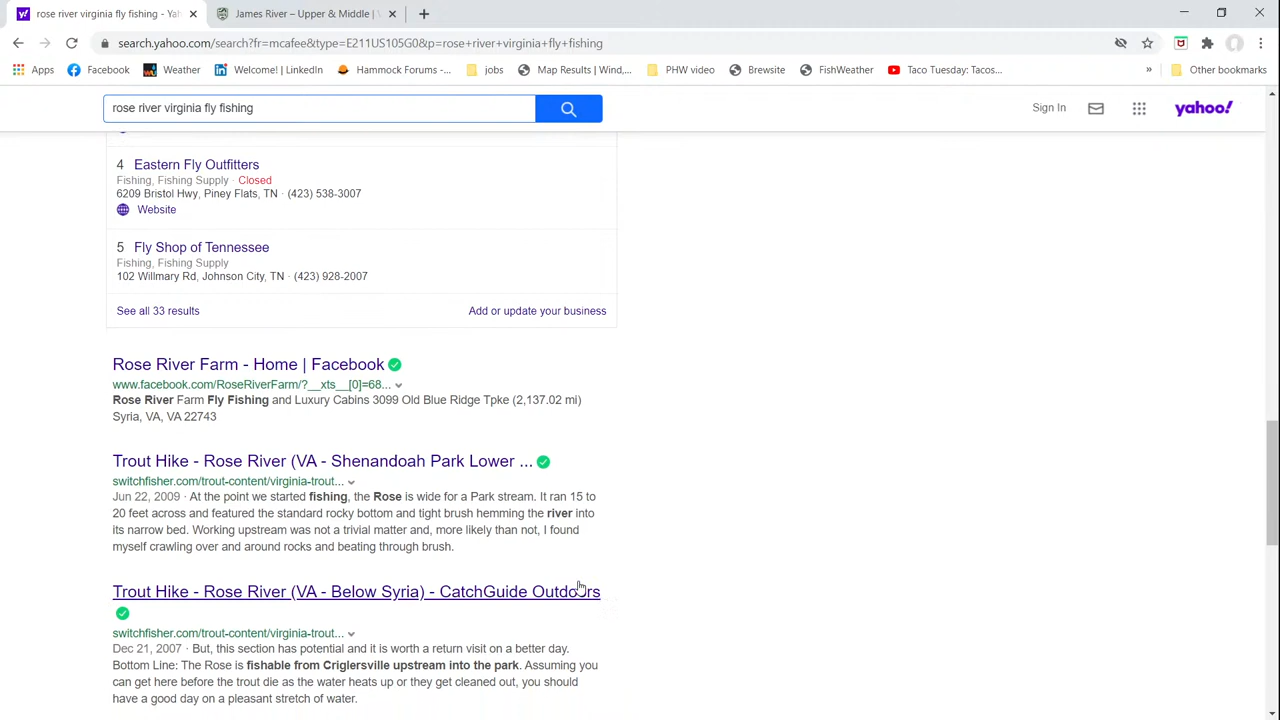 rose river virginia fly fishing - Yah
James River – Upper & Middle | V
search.yahoo.com/search?fr=mcafee&type=E211US105G0&p=rose+river+virginia+fly+fishing
Apps
Facebook
Weather
Welcome! | LinkedIn
Hammock Forums - ...
jobs
Map Results | Wind,...
PHW video
Brewsite
FishWeather
Taco Tuesday: Tacos...
»
Other bookmarks
rose river virginia fly fishing
Sign In
yahoo!
4 Eastern Fly Outfitters
Fishing, Fishing Supply · Closed
6209 Bristol Hwy, Piney Flats, TN · (423) 538-3007
Website
5 Fly Shop of Tennessee
Fishing, Fishing Supply
102 Willmary Rd, Johnson City, TN · (423) 928-2007
See all 33 results
Add or update your business
Rose River Farm - Home | Facebook
www.facebook.com/RoseRiverFarm/?__xts__[0]=68...
Rose River Farm Fly Fishing and Luxury Cabins 3099 Old Blue Ridge Tpke (2,137.02 mi)
Syria, VA, VA 22743
Trout Hike - Rose River (VA - Shenandoah Park Lower ...
switchfisher.com/trout-content/virginia-trout...
Jun 22, 2009 · At the point we started fishing, the Rose is wide for a Park stream. It ran 15 to
20 feet across and featured the standard rocky bottom and tight brush hemming the river into
its narrow bed. Working upstream was not a trivial matter and, more likely than not, I found
myself crawling over and around rocks and beating through brush.
Trout Hike - Rose River (VA - Below Syria) - CatchGuide Outdoors
switchfisher.com/trout-content/virginia-trout...
Dec 21, 2007 · But, this section has potential and it is worth a return visit on a better day.
Bottom Line: The Rose is fishable from Criglersville upstream into the park. Assuming you
can get here before the trout die as the water heats up or they get cleaned out, you should
have a good day on a pleasant stretch of water.